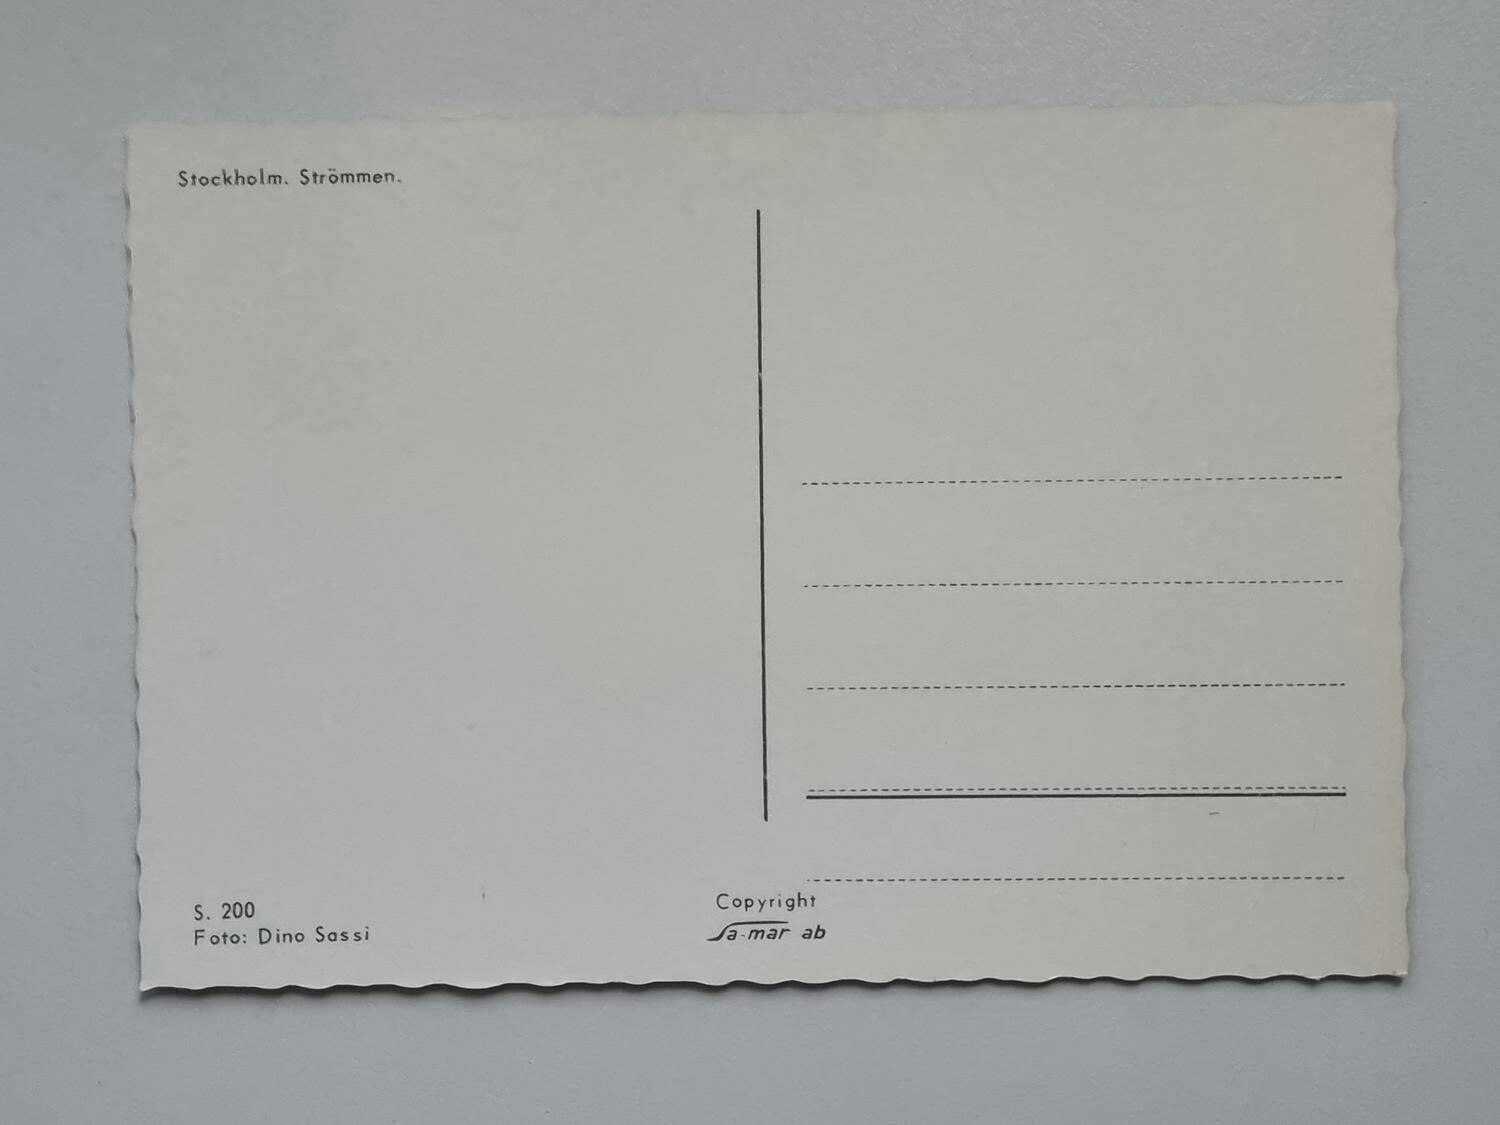 Stockholm. Strömmen.
S. 200
Foto: Dino Sassi
Copyright
Sa-mar ab